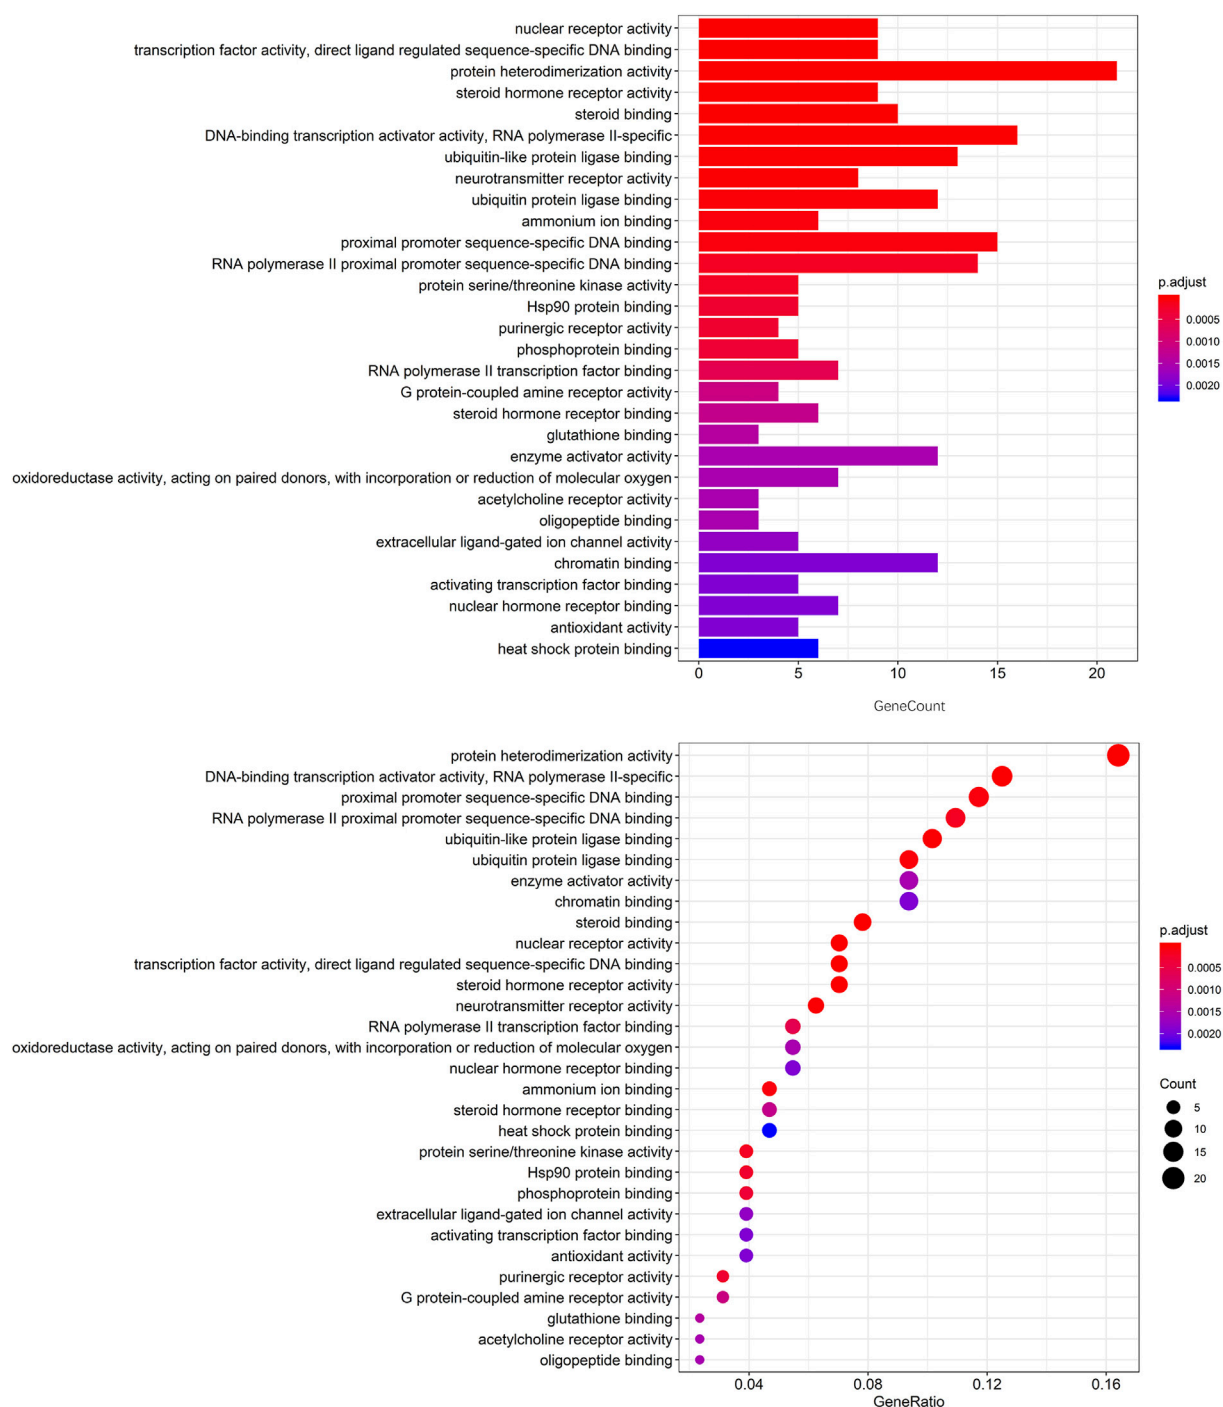 nuclear receptor activity
transcription factor activity, direct ligand regulated sequence-specific DNA binding
protein heterodimerization activity
steroid hormone receptor activity
steroid binding
DNA-binding transcription activator activity, RNA polymerase II-specific
ubiquitin-like protein ligase binding
neurotransmitter receptor activity
ubiquitin protein ligase binding
ammonium ion binding
proximal promoter sequence-specific DNA binding
RNA polymerase II proximal promoter sequence-specific DNA binding
protein serine/threonine kinase activity
Hsp90 protein binding
purinergic receptor activity
phosphoprotein binding
RNA polymerase II transcription factor binding
G protein-coupled amine receptor activity
steroid hormone receptor binding
glutathione binding
enzyme activator activity
oxidoreductase activity, acting on paired donors, with incorporation or reduction of molecular oxygen
acetylcholine receptor activity
oligopeptide binding
extracellular ligand-gated ion channel activity
chromatin binding
activating transcription factor binding
nuclear hormone receptor binding
antioxidant activity
heat shock protein binding
0 5 10 15 20
GeneCount
p.adjust
0.0005
0.0010
0.0015
0.0020
protein heterodimerization activity
DNA-binding transcription activator activity, RNA polymerase II-specific
proximal promoter sequence-specific DNA binding
RNA polymerase II proximal promoter sequence-specific DNA binding
ubiquitin-like protein ligase binding
ubiquitin protein ligase binding
enzyme activator activity
chromatin binding
steroid binding
nuclear receptor activity
transcription factor activity, direct ligand regulated sequence-specific DNA binding
steroid hormone receptor activity
neurotransmitter receptor activity
RNA polymerase II transcription factor binding
oxidoreductase activity, acting on paired donors, with incorporation or reduction of molecular oxygen
nuclear hormone receptor binding
ammonium ion binding
steroid hormone receptor binding
heat shock protein binding
protein serine/threonine kinase activity
Hsp90 protein binding
phosphoprotein binding
extracellular ligand-gated ion channel activity
activating transcription factor binding
antioxidant activity
purinergic receptor activity
G protein-coupled amine receptor activity
glutathione binding
acetylcholine receptor activity
oligopeptide binding
0.04 0.08 0.12 0.16
GeneRatio
p.adjust
0.0005
0.0010
0.0015
0.0020
Count
5
10
15
20